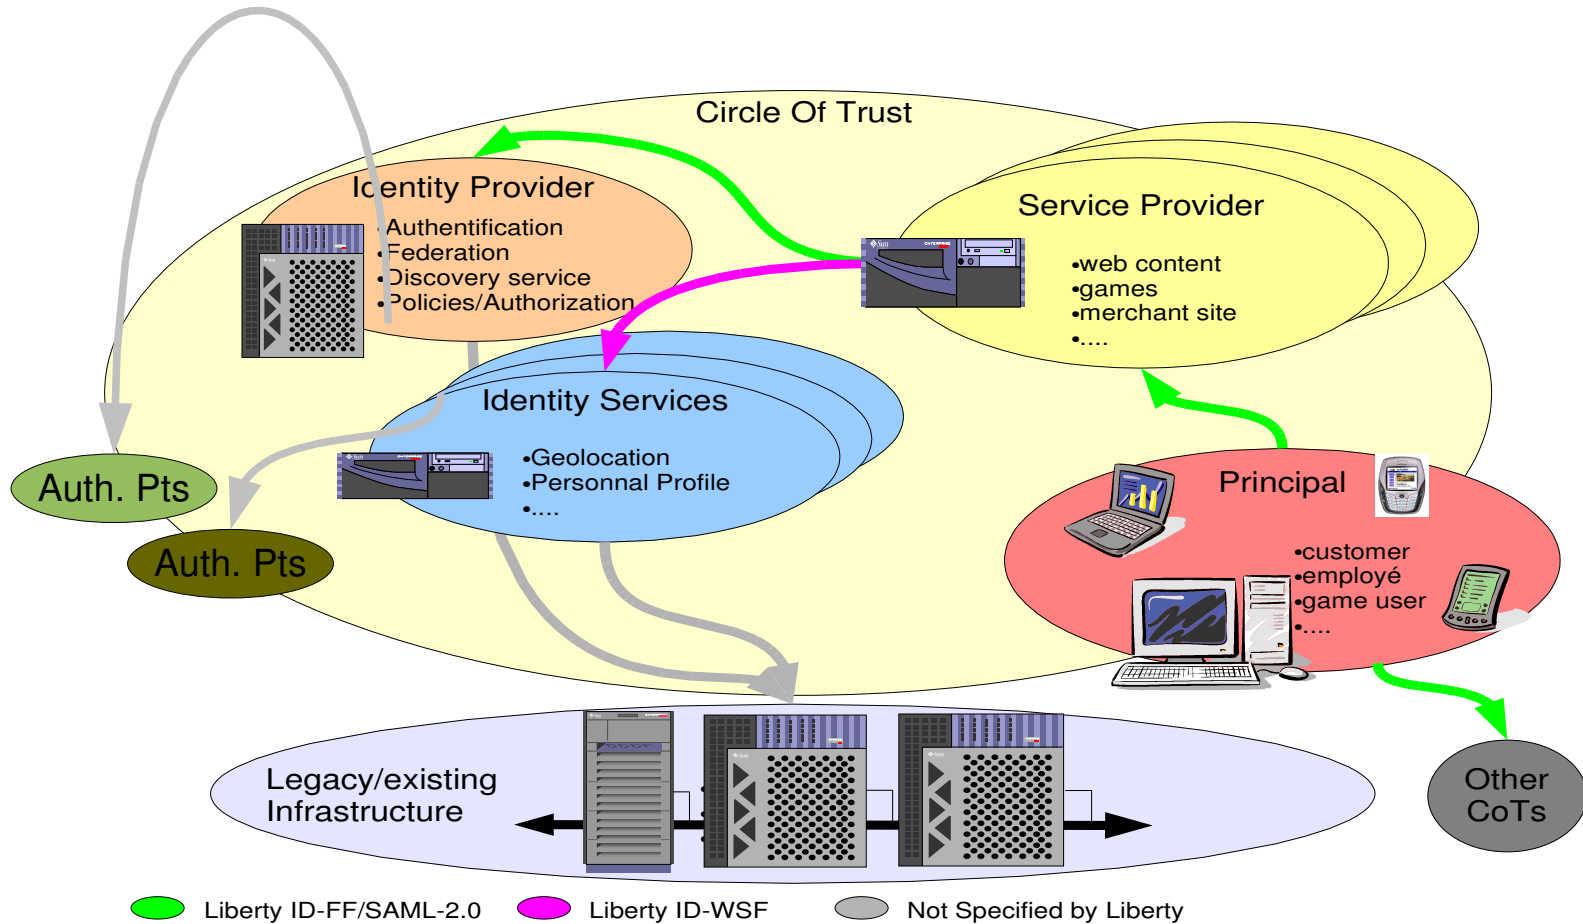 Circle Of Trust
Identity Provider
•Authentification
•Federation
•Discovery service
•Policies/Authorization
Service Provider
•web content
•games
•merchant site
•....
Identity Services
•Geolocation
•Personnal Profile
•....
Auth. Pts
Auth. Pts
Principal
•customer
•employé
•game user
•....
Legacy/existing
Infrastructure
Other
CoTs
Liberty ID-FF/SAML-2.0
Liberty ID-WSF
Not Specified by Liberty
Sun
ENTERPRISE